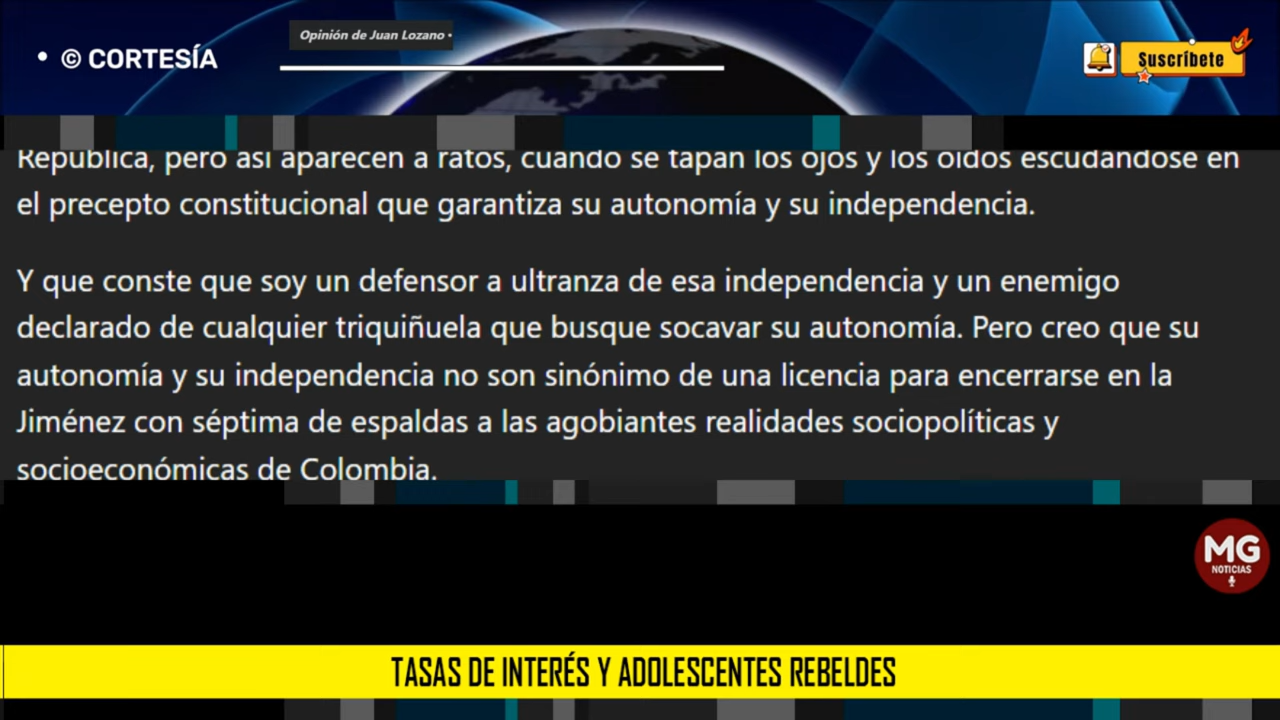 • © CORTESÍA
Opinión de Juan Lozano •
Suscríbete
República, pero así aparecen a ratos, cuando se tapan los ojos y los oídos escudándose en
el precepto constitucional que garantiza su autonomía y su independencia.
Y que conste que soy un defensor a ultranza de esa independencia y un enemigo
declarado de cualquier triquiñuela que busque socavar su autonomía. Pero creo que su
autonomía y su independencia no son sinónimo de una licencia para encerrarse en la
Jiménez con séptima de espaldas a las agobiantes realidades sociopolíticas y
socioeconómicas de Colombia.
MG
NOTICIAS
TASAS DE INTERÉS Y ADOLESCENTES REBELDES